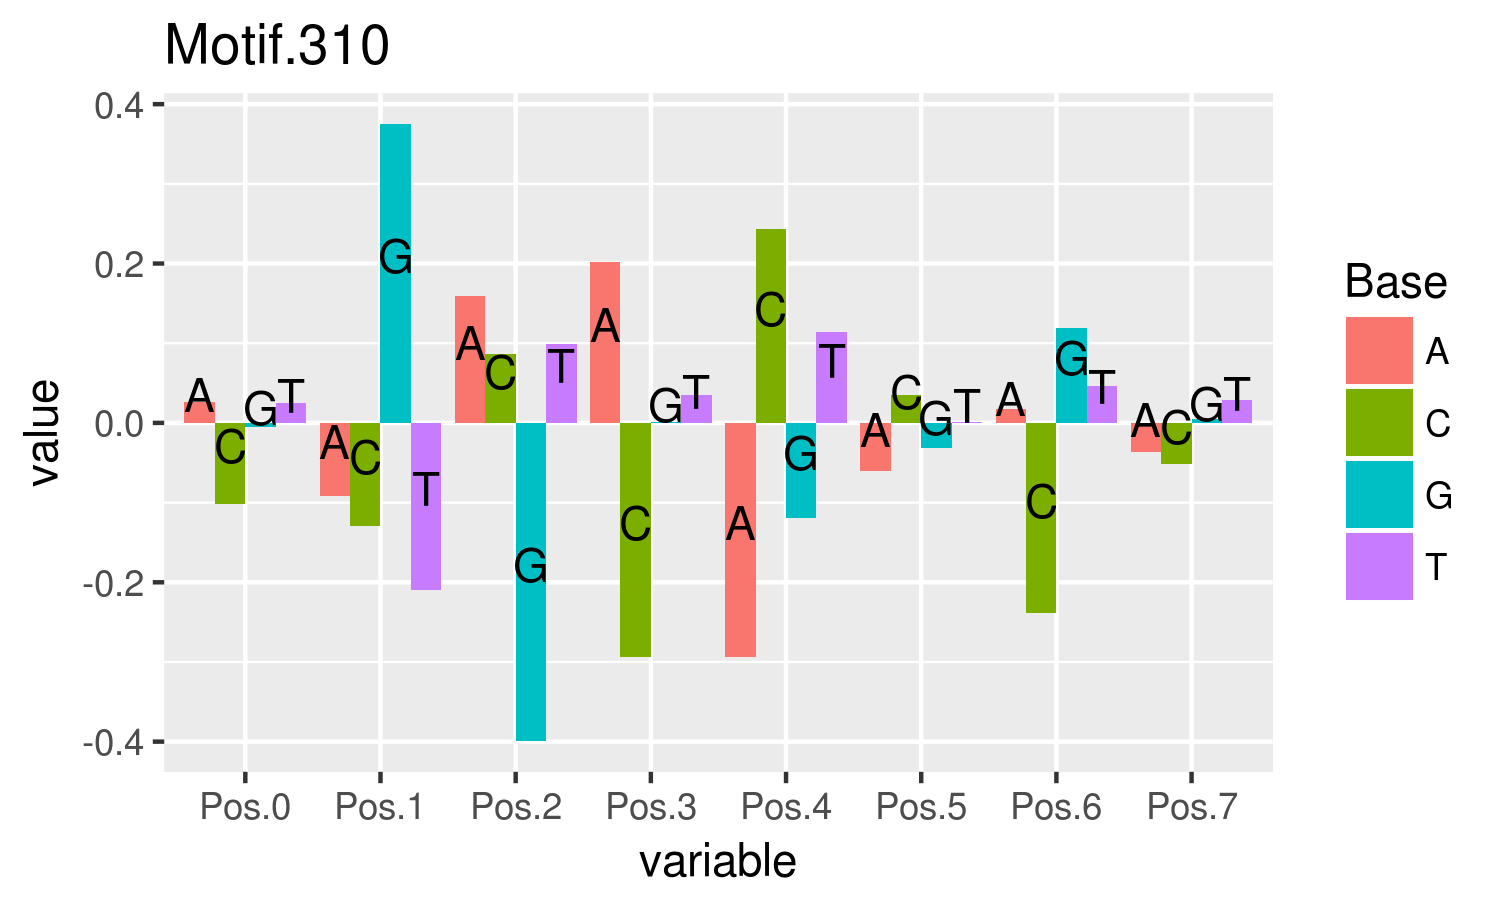 Motif.310
0.4
0.2
0.0
-0.2
-0.4
value
A C G T A C G T A C G T A C G T A C G T A C G T A C G T A C G T
Pos.0 Pos.1 Pos.2 Pos.3 Pos.4 Pos.5 Pos.6 Pos.7
variable
Base
A
C
G
T